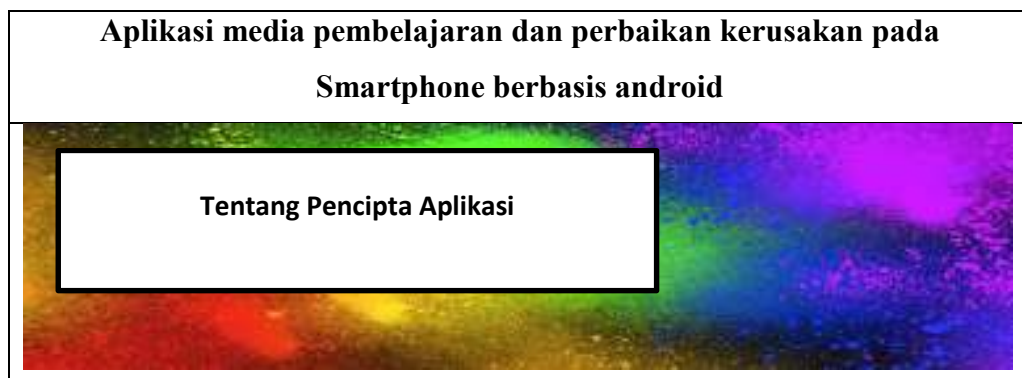 Aplikasi media pembelajaran dan perbaikan kerusakan pada
Smartphone berbasis android
Tentang Pencipta Aplikasi